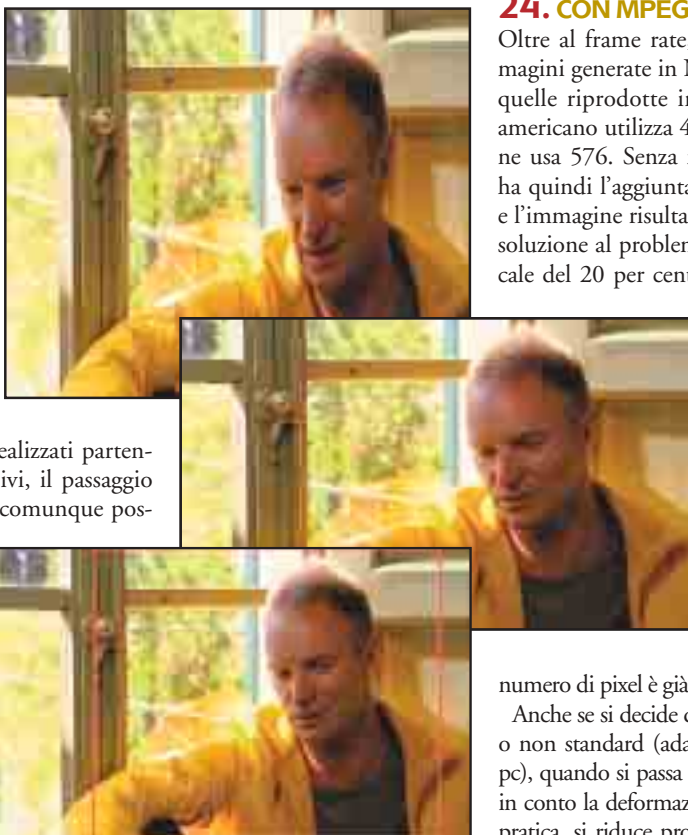 24. CON MPEG
Oltre al frame rate
magini generate in
quelle riprodotte in
americano utilizza 4
ne usa 576. Senza
ha quindi l'aggiunta
e l'immagine risulta
soluzione al problem
cale del 20 per cent
ealizzati parten-
ivi, il passaggio
comunque pos-
numero di pixel è già
Anche se si decide
o non standard (ada
pc), quando si passa
in conto la deformaz
pratica, si riduce pro